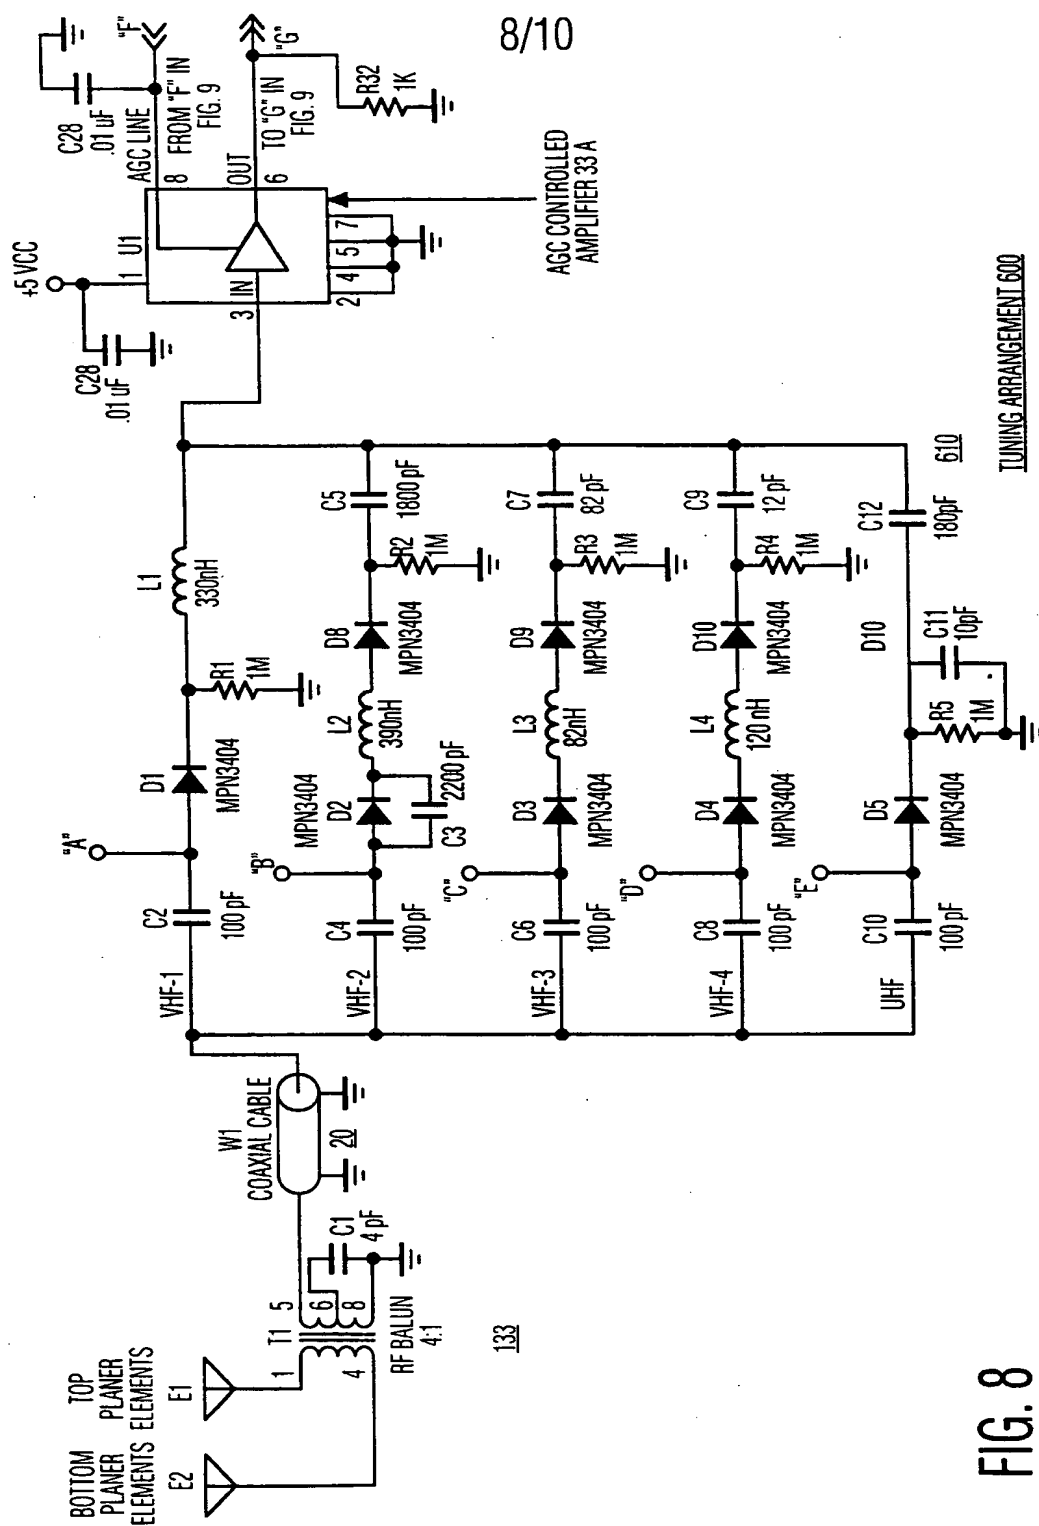 8/10
BOTTOM
PLANER
ELEMENTS
E2
TOP
PLANER
ELEMENTS
E1
1
4
T1
5
6
8
C1
4 pF
RF BALUN
4:1
133
W1
COAXIAL CABLE
20
VHF-1
C2
100 pF
"A"
D1
MPN3404
R1
1M
L1
330nH
VHF-2
C4
100 pF
"B"
MPN3404
D2
C3
2200 pF
L2
390nH
D8
MPN3404
R2
1M
C5
1800 pF
VHF-3
C6
100 pF
"C"
D3
MPN3404
L3
82nH
D9
MPN3404
R3
1M
C7
82 pF
VHF-4
C8
100 pF
"D"
D4
MPN3404
L4
120 nH
D10
MPN3404
R4
1M
C9
12 pF
UHF
C10
100 pF
"E"
D5
MPN3404
R5
1M
C11
10pF
D10
C12
180pF
610
TUNING ARRANGEMENT 600
C28
.01 uF
+5 VCC
1
U1
3
IN
2
4
5
7
AGC LINE
8
OUT
6
C28
.01 uF
"F"
FROM "F" IN
FIG. 9
"G"
TO "G" IN
FIG. 9
R32
1K
AGC CONTROLLED
AMPLIFIER 33 A
FIG. 8